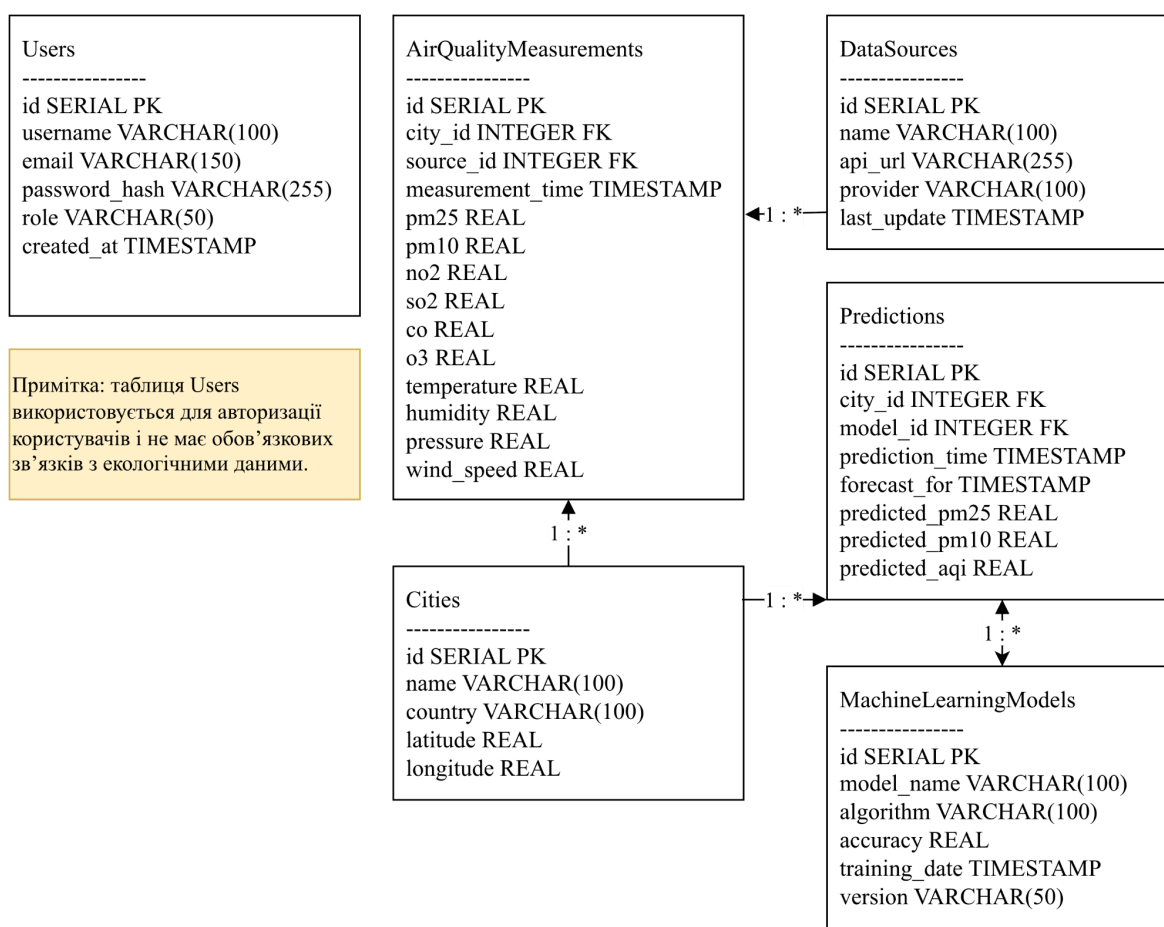 Users
----------------
id SERIAL PK
username VARCHAR(100)
email VARCHAR(150)
password_hash VARCHAR(255)
role VARCHAR(50)
created_at TIMESTAMP
Примітка: таблиця Users
використовується для авторизації
користувачів і не має обов’язкових
зв’язків з екологічними даними.
AirQualityMeasurements
----------------
id SERIAL PK
city_id INTEGER FK
source_id INTEGER FK
measurement_time TIMESTAMP
pm25 REAL
pm10 REAL
no2 REAL
so2 REAL
co REAL
o3 REAL
temperature REAL
humidity REAL
pressure REAL
wind_speed REAL
1 : *
DataSources
----------------
id SERIAL PK
name VARCHAR(100)
api_url VARCHAR(255)
provider VARCHAR(100)
last_update TIMESTAMP
1 : *
Cities
----------------
id SERIAL PK
name VARCHAR(100)
country VARCHAR(100)
latitude REAL
longitude REAL
1 : *
Predictions
----------------
id SERIAL PK
city_id INTEGER FK
model_id INTEGER FK
prediction_time TIMESTAMP
forecast_for TIMESTAMP
predicted_pm25 REAL
predicted_pm10 REAL
predicted_aqi REAL
1 : *
MachineLearningModels
----------------
id SERIAL PK
model_name VARCHAR(100)
algorithm VARCHAR(100)
accuracy REAL
training_date TIMESTAMP
version VARCHAR(50)